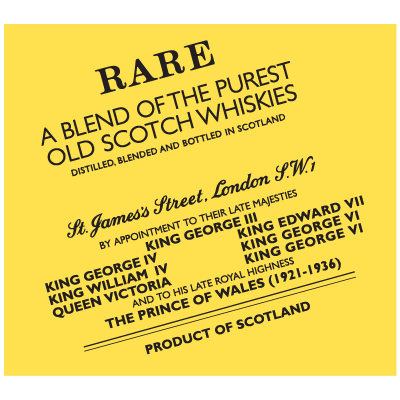 RARE
A BLEND OF THE PUREST
OLD SCOTCH WHISKIES
DISTILLED, BLENDED AND BOTTLED IN SCOTLAND
St. James's Street, London S.W.1
BY APPOINTMENT TO THEIR LATE MAJESTIES
KING GEORGE III
KING GEORGE IV
KING WILLIAM IV
QUEEN VICTORIA
KING EDWARD VII
KING GEORGE VI
KING GEORGE VI
AND TO HIS LATE ROYAL HIGHNESS
THE PRINCE OF WALES (1921-1936)
PRODUCT OF SCOTLAND